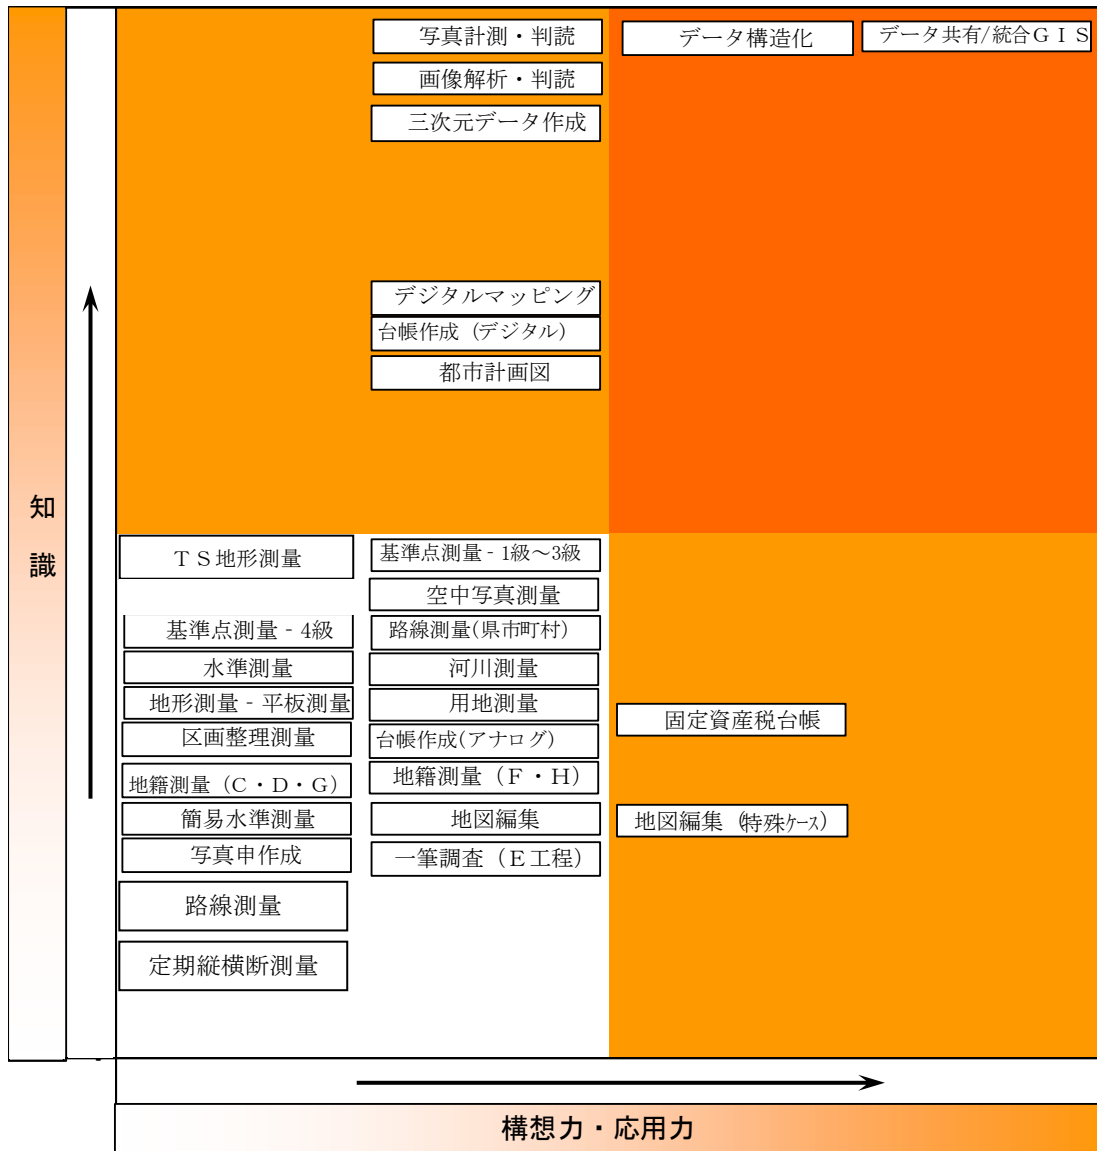 写真計測・判読
データ構造化
データ共有/統合ＧＩＳ
画像解析・判読
三次元データ作成
デジタルマッピング
台帳作成（デジタル）
都市計画図
知
識
ＴＳ地形測量
基準点測量‐1級～3級
空中写真測量
基準点測量‐4級
路線測量(県市町村)
水準測量
河川測量
地形測量‐平板測量
用地測量
固定資産税台帳
区画整理測量
台帳作成(アナログ)
地籍測量（Ｃ・Ｄ・Ｇ）
地籍測量（Ｆ・Ｈ）
簡易水準測量
地図編集
地図編集（特殊ｹｰｽ）
写真申作成
一筆調査（Ｅ工程）
路線測量
定期縦横断測量
構想力・応用力